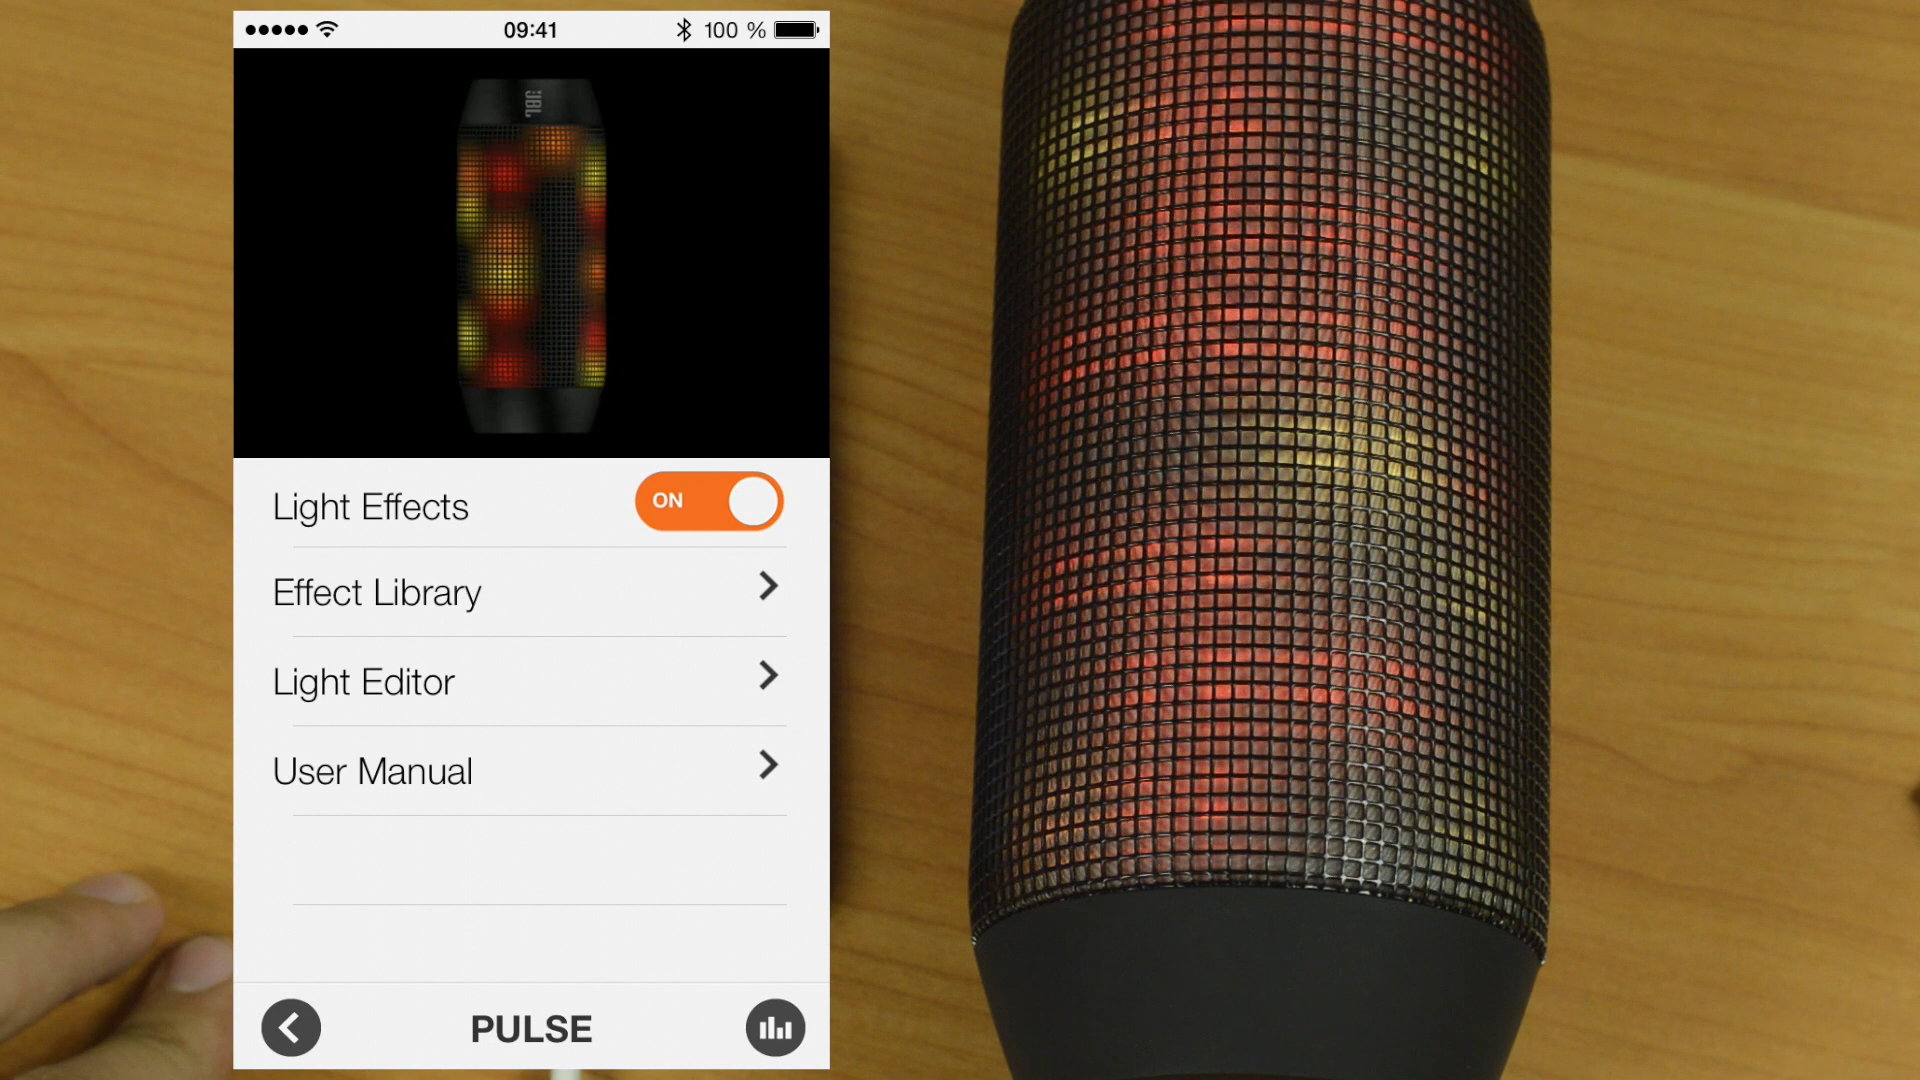 09:41
100 %
JBL
Light Effects
ON
Effect Library
Light Editor
User Manual
PULSE